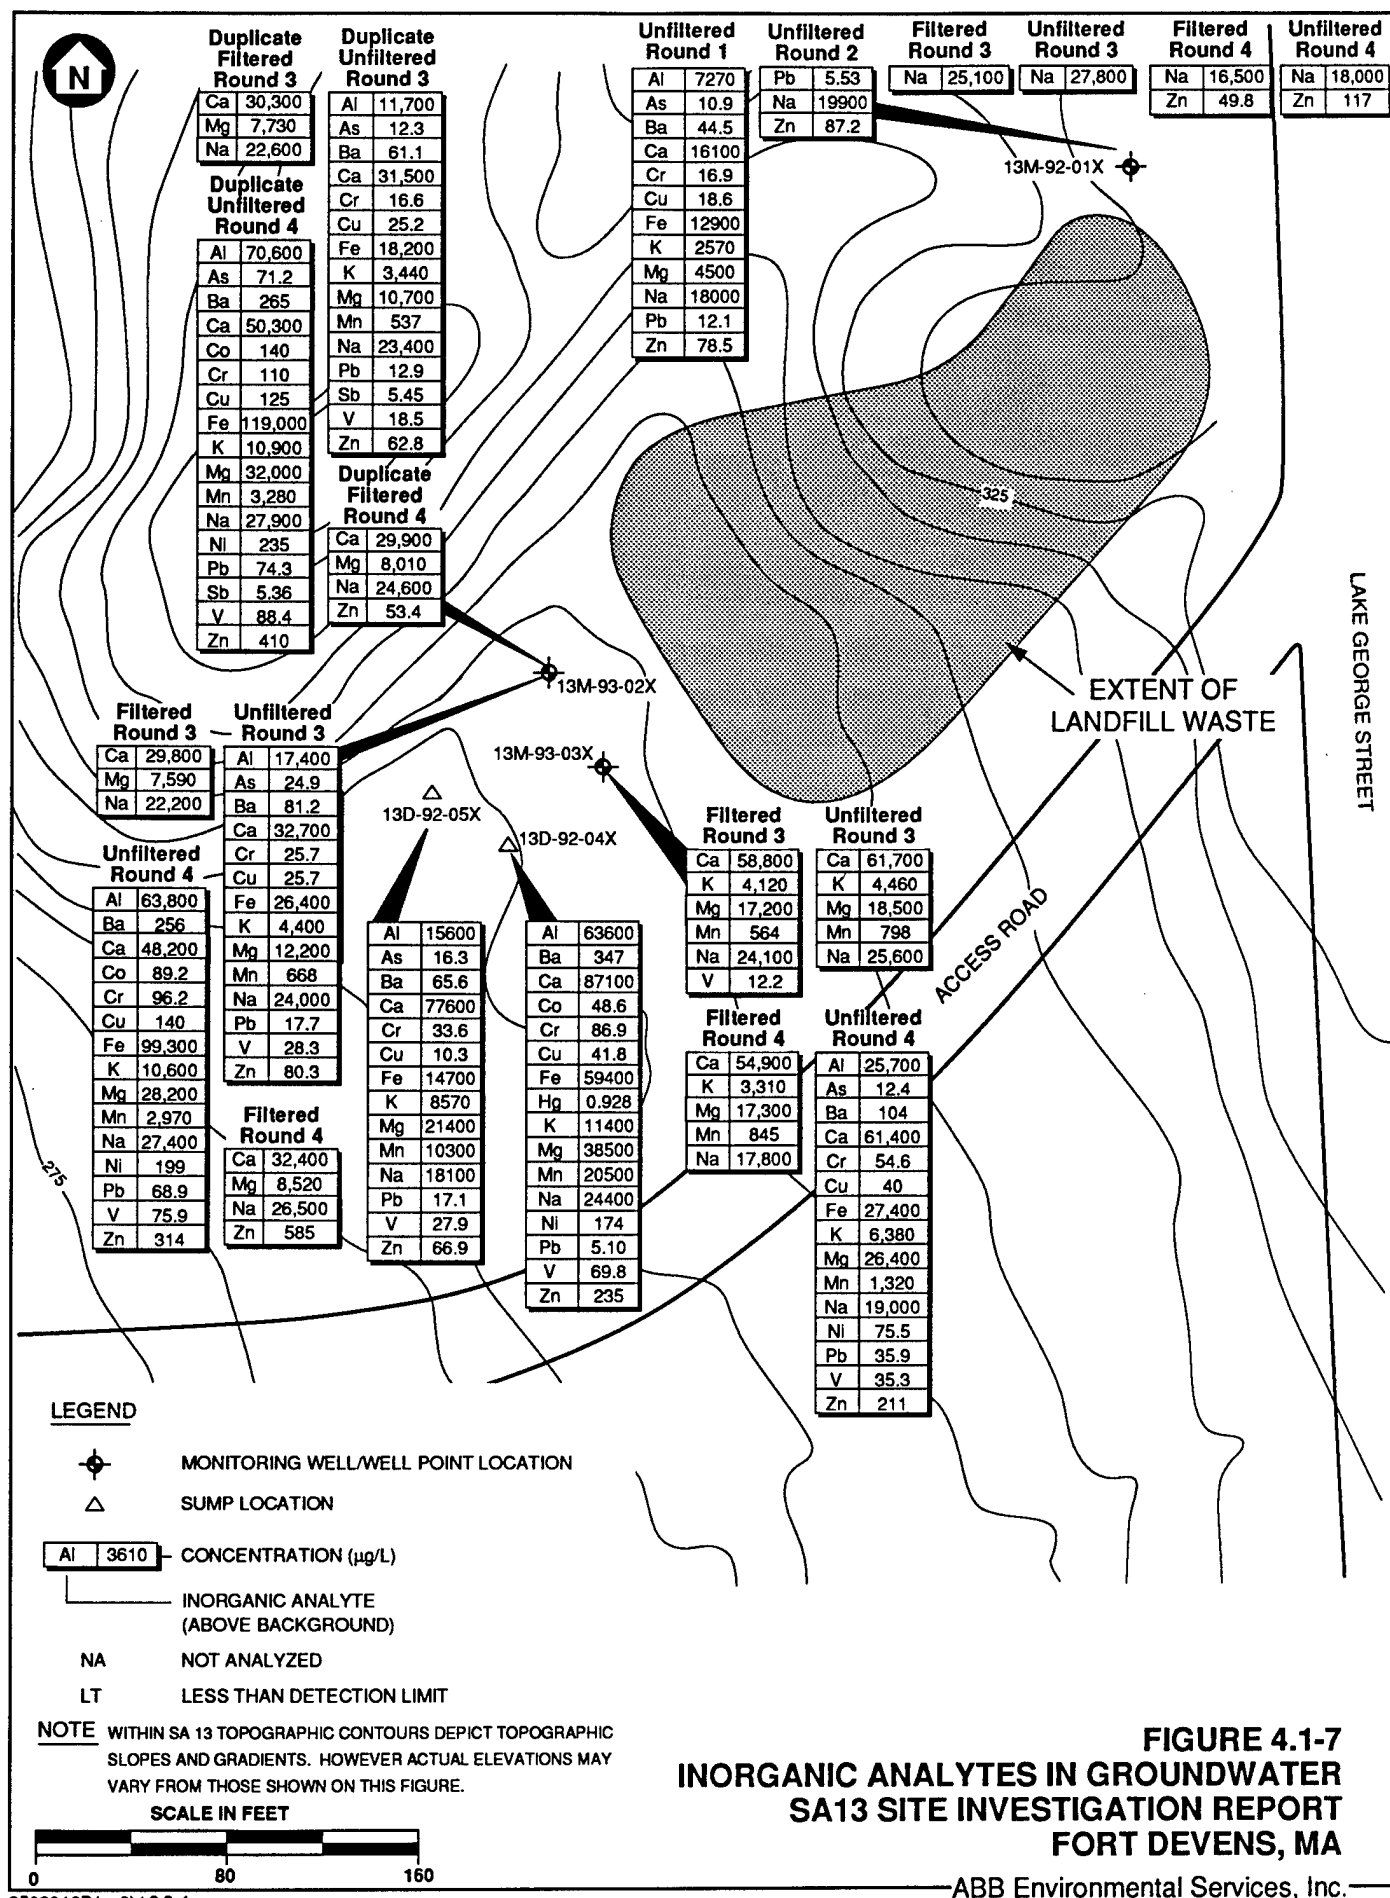 N
Duplicate
Filtered
Round 3
Ca 30,300
Mg 7,730
Na 22,600
Duplicate
Unfiltered
Round 4
Al 70,600
As 71.2
Ba 265
Ca 50,300
Co 140
Cr 110
Cu 125
Fe 119,000
K 10,900
Mg 32,000
Mn 3,280
Na 27,900
Ni 235
Pb 74.3
Sb 5.36
V 88.4
Zn 410
Duplicate
Unfiltered
Round 3
Al 11,700
As 12.3
Ba 61.1
Ca 31,500
Cr 16.6
Cu 25.2
Fe 18,200
K 3,440
Mg 10,700
Mn 537
Na 23,400
Pb 12.9
Sb 5.45
V 18.5
Zn 62.8
Duplicate
Filtered
Round 4
Ca 29,900
Mg 8,010
Na 24,600
Zn 53.4
Unfiltered
Round 1
Al 7270
As 10.9
Ba 44.5
Ca 16100
Cr 16.9
Cu 18.6
Fe 12900
K 2570
Mg 4500
Na 18000
Pb 12.1
Zn 78.5
Unfiltered
Round 2
Pb 5.53
Na 19900
Zn 87.2
Filtered
Round 3
Na 25,100
Unfiltered
Round 3
Na 27,800
Filtered
Round 4
Na 16,500
Zn 49.8
Unfiltered
Round 4
Na 18,000
Zn 117
13M-92-01X
325
LAKE GEORGE STREET
EXTENT OF
LANDFILL WASTE
13M-93-02X
13M-93-03X
13D-92-05X
13D-92-04X
Filtered
Round 3
Ca 29,800
Mg 7,590
Na 22,200
Unfiltered
Round 3
Al 17,400
As 24.9
Ba 81.2
Ca 32,700
Cr 25.7
Cu 25.7
Fe 26,400
K 4,400
Mg 12,200
Mn 668
Na 24,000
Pb 17.7
V 28.3
Zn 80.3
Unfiltered
Round 4
Al 63,800
Ba 256
Ca 48,200
Co 89.2
Cr 96.2
Cu 140
Fe 99,300
K 10,600
Mg 28,200
Mn 2,970
Na 27,400
Ni 199
Pb 68.9
V 75.9
Zn 314
Filtered
Round 4
Ca 32,400
Mg 8,520
Na 26,500
Zn 585
Al 15600
As 16.3
Ba 65.6
Ca 77600
Cr 33.6
Cu 10.3
Fe 14700
K 8570
Mg 21400
Mn 10300
Na 18100
Pb 17.1
V 27.9
Zn 66.9
Al 63600
Ba 347
Ca 87100
Co 48.6
Cr 86.9
Cu 41.8
Fe 59400
Hg 0.928
K 11400
Mg 38500
Mn 20500
Na 24400
Ni 174
Pb 5.10
V 69.8
Zn 235
Filtered
Round 3
Ca 58,800
K 4,120
Mg 17,200
Mn 564
Na 24,100
V 12.2
Unfiltered
Round 3
Ca 61,700
K 4,460
Mg 18,500
Mn 798
Na 25,600
Filtered
Round 4
Ca 54,900
K 3,310
Mg 17,300
Mn 845
Na 17,800
Unfiltered
Round 4
Al 25,700
As 12.4
Ba 104
Ca 61,400
Cr 54.6
Cu 40
Fe 27,400
K 6,380
Mg 26,400
Mn 1,320
Na 19,000
Ni 75.5
Pb 35.9
V 35.3
Zn 211
ACCESS ROAD
275
LEGEND
MONITORING WELL/WELL POINT LOCATION
SUMP LOCATION
Al 3610 CONCENTRATION (µg/L)
INORGANIC ANALYTE
(ABOVE BACKGROUND)
NA NOT ANALYZED
LT LESS THAN DETECTION LIMIT
NOTE WITHIN SA 13 TOPOGRAPHIC CONTOURS DEPICT TOPOGRAPHIC
SLOPES AND GRADIENTS. HOWEVER ACTUAL ELEVATIONS MAY
VARY FROM THOSE SHOWN ON THIS FIGURE.
SCALE IN FEET
0 80 160
FIGURE 4.1-7
INORGANIC ANALYTES IN GROUNDWATER
SA13 SITE INVESTIGATION REPORT
FORT DEVENS, MA
ABB Environmental Services, Inc.